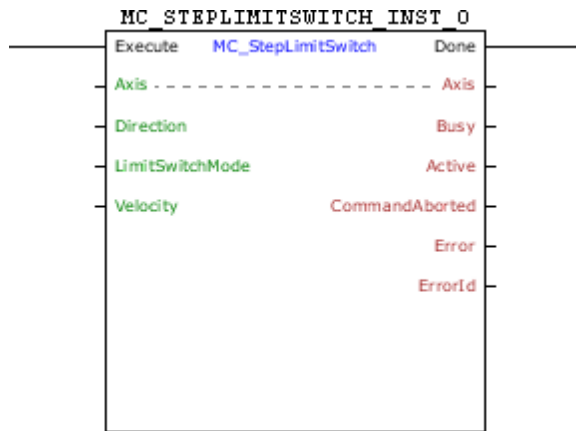 MC_STEPLIMITSWITCH_INST_0
Execute MC_StepLimitSwitch Done
Axis Axis
Direction Busy
LimitSwitchMode Active
Velocity CommandAborted
Error
ErrorId